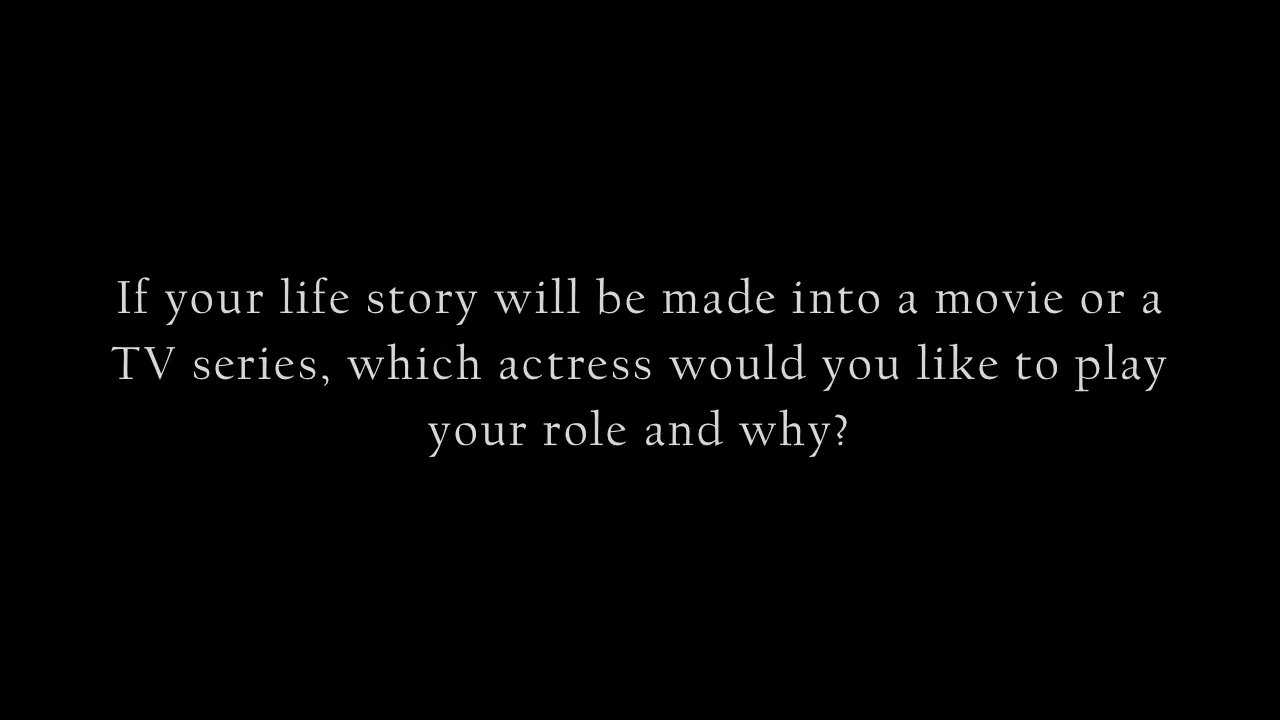 If your life story will be made into a movie or a
TV series, which actress would you like to play
your role and why?